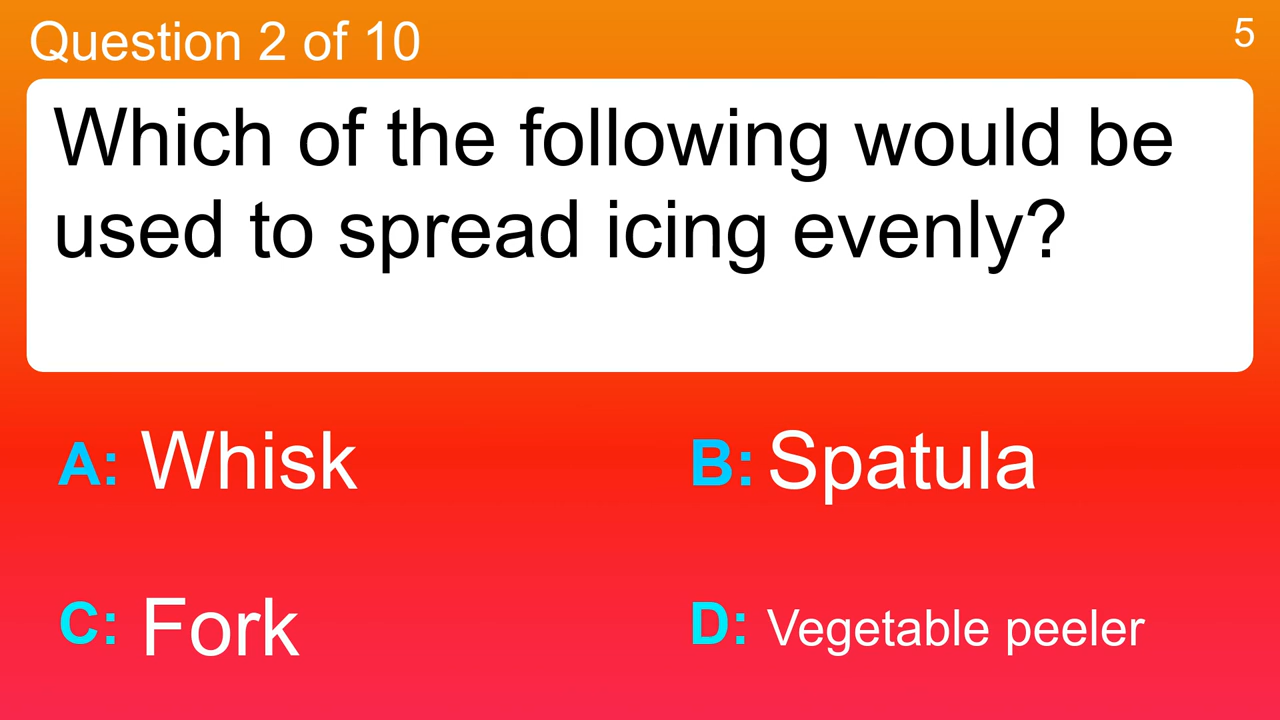 Question 2 of 10
5
Which of the following would be
used to spread icing evenly?
A: Whisk
B: Spatula
C: Fork
D: Vegetable peeler